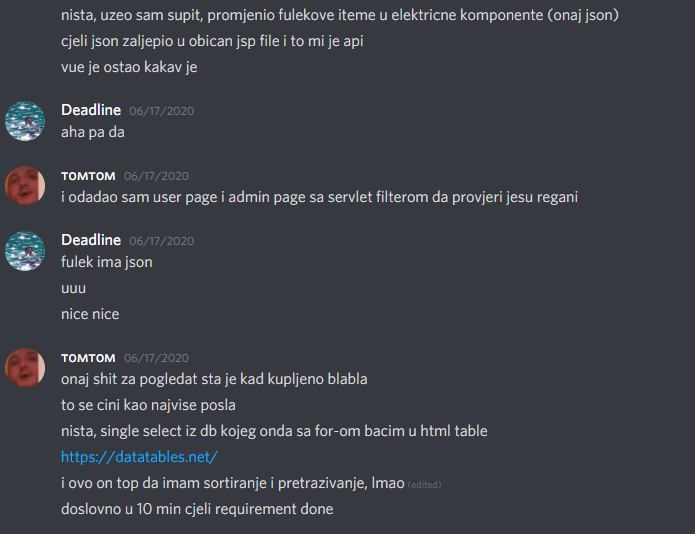 nista, uzeo sam supit, promjenio fulekove iteme u elektricne komponente (onaj json)
cjeli json zaljepio u obican jsp file i to mi je api
vue je ostao kakav je
Deadline 06/17/2020
aha pa da
ᴛᴏᴍᴛᴏᴍ 06/17/2020
i odadao sam user page i admin page sa servlet filterom da provjeri jesu regani
Deadline 06/17/2020
fulek ima json
uuu
nice nice
ᴛᴏᴍᴛᴏᴍ 06/17/2020
onaj shit za pogledat sta je kad kupljeno blabla
to se cini kao najvise posla
nista, single select iz db kojeg onda sa for-om bacim u html table
https://datatables.net/
i ovo on top da imam sortiranje i pretrazivanje, lmao (edited)
doslovno u 10 min cjeli requirement done